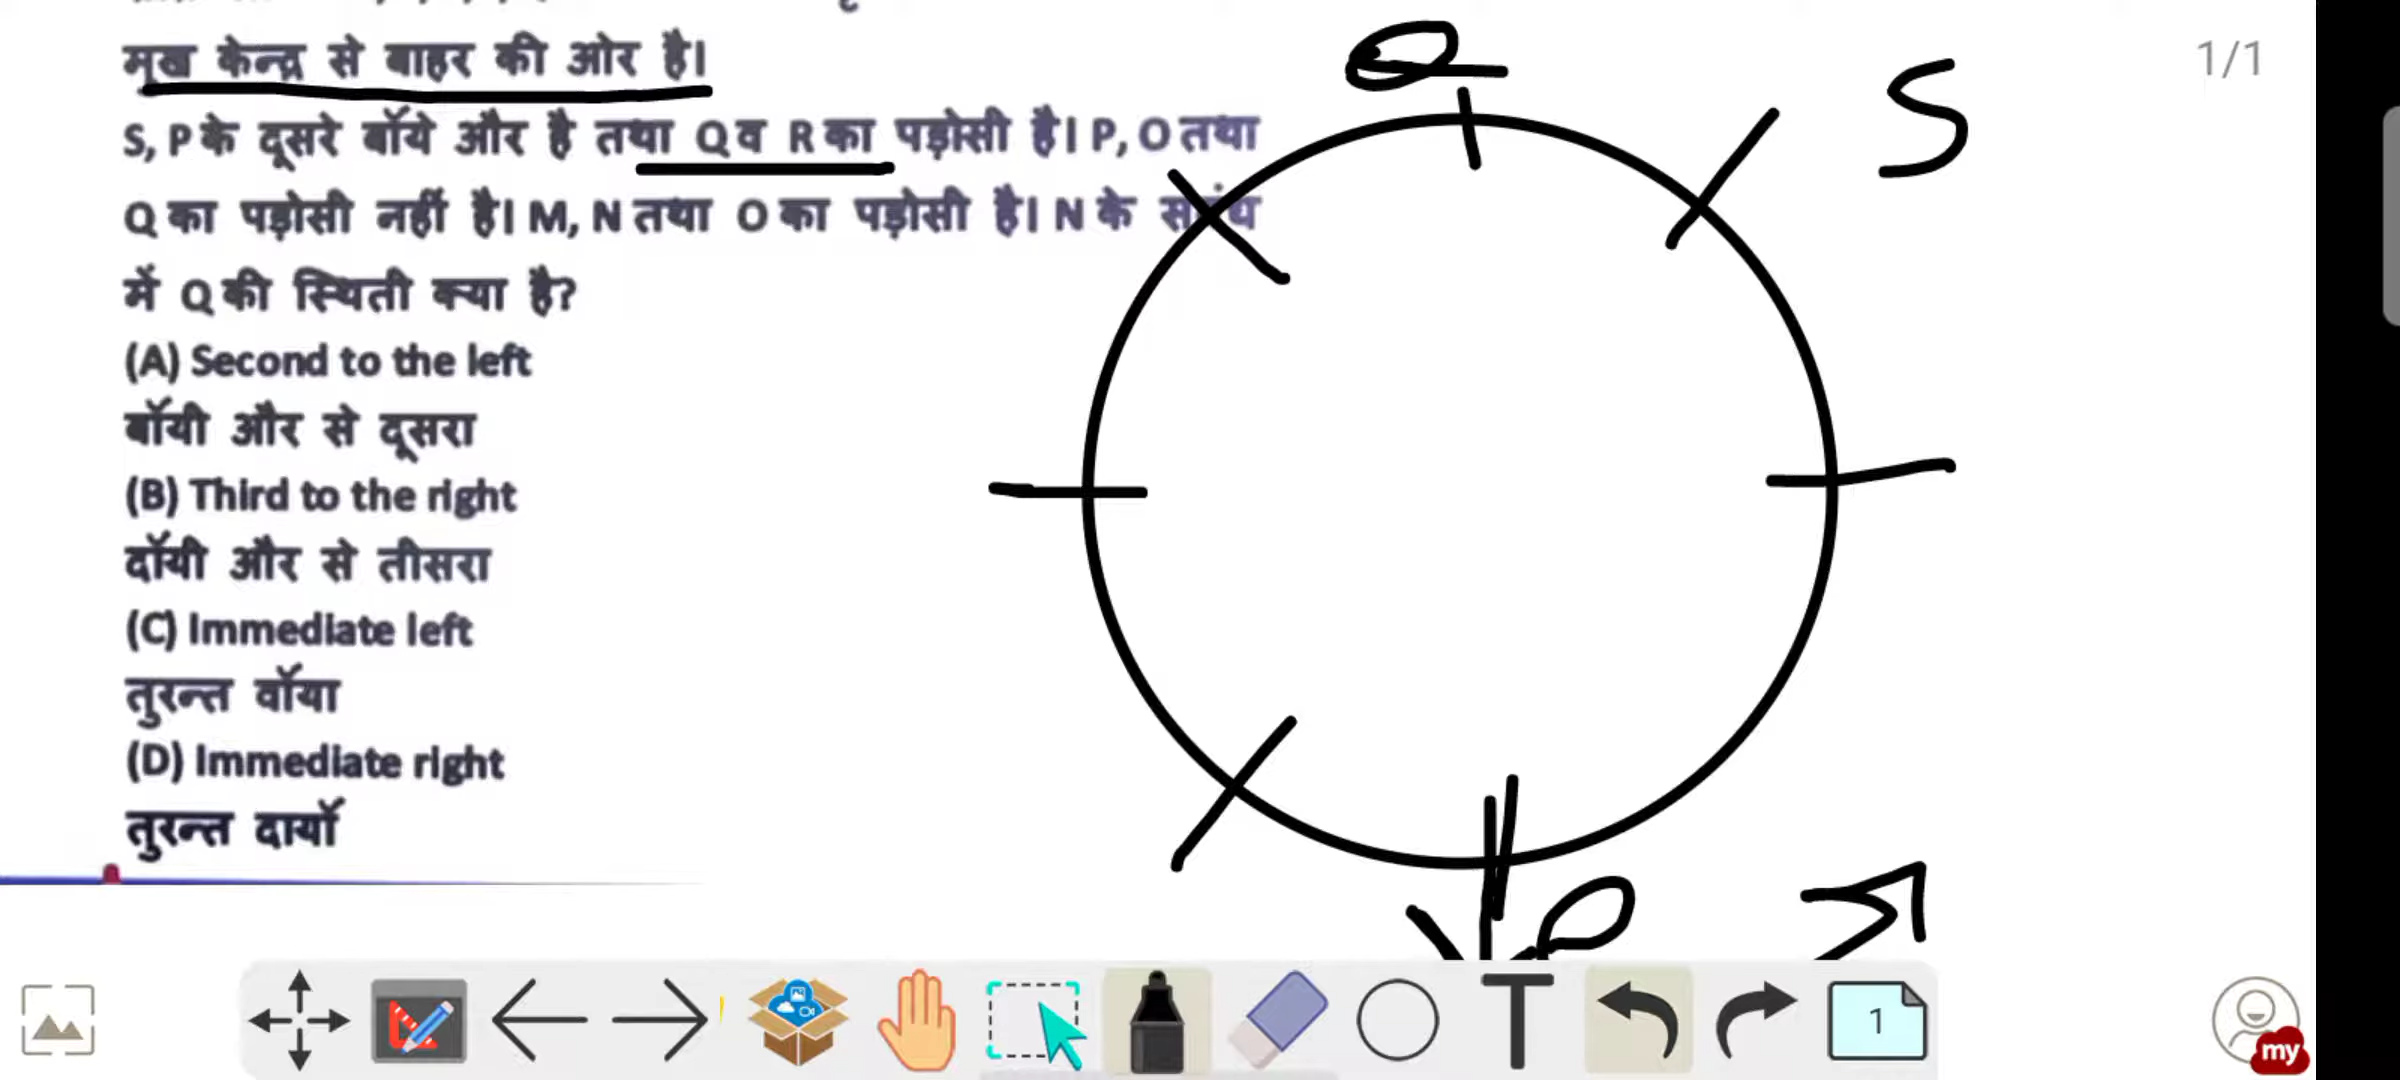 मुख केन्द्र से बाहर की ओर है।
S, P के दूसरे बॉये और है तथा Q व R का पड़ोसी है। P, O तथा
Q का पड़ोसी नहीं है। M, N तथा O का पड़ोसी है। N के संबंध
में Q की स्थिती क्या है?
(A) Second to the left
बॉयी और से दूसरा
(B) Third to the right
दॉयी और से तीसरा
(C) Immediate left
तुरन्त वॉया
(D) Immediate right
तुरन्त दायॉ
S
P
1/1
T
1
my